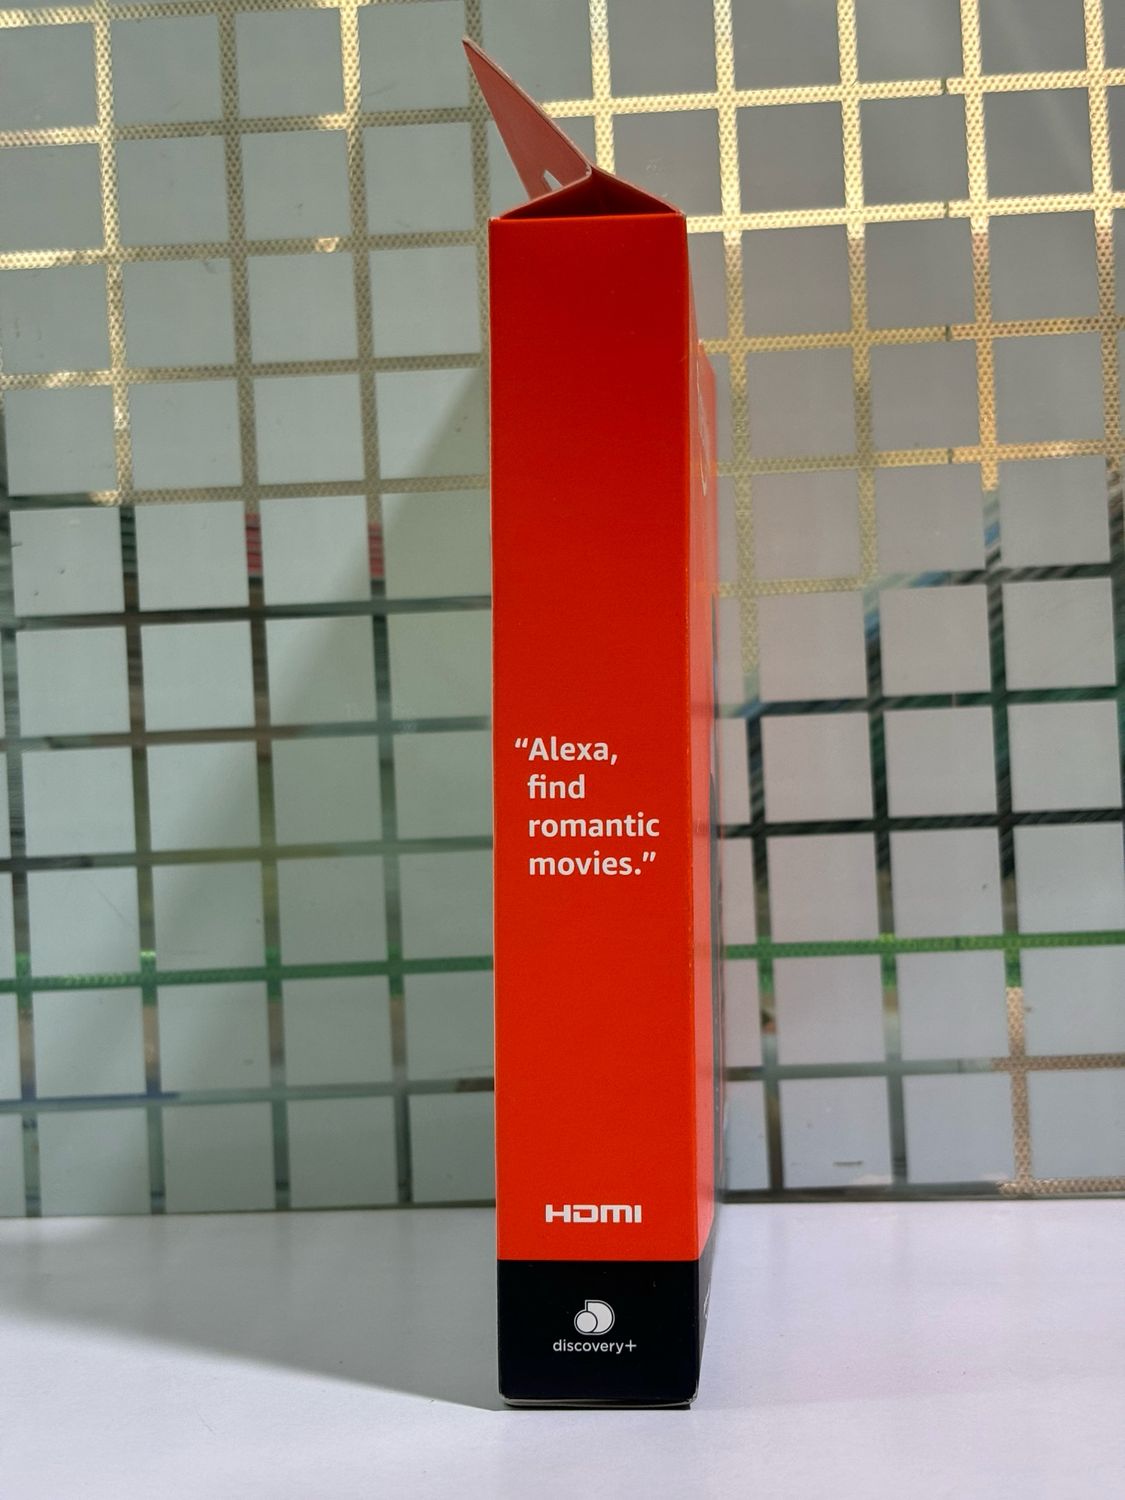 “Alexa,
find
romantic
movies.”
HDMI
discovery+